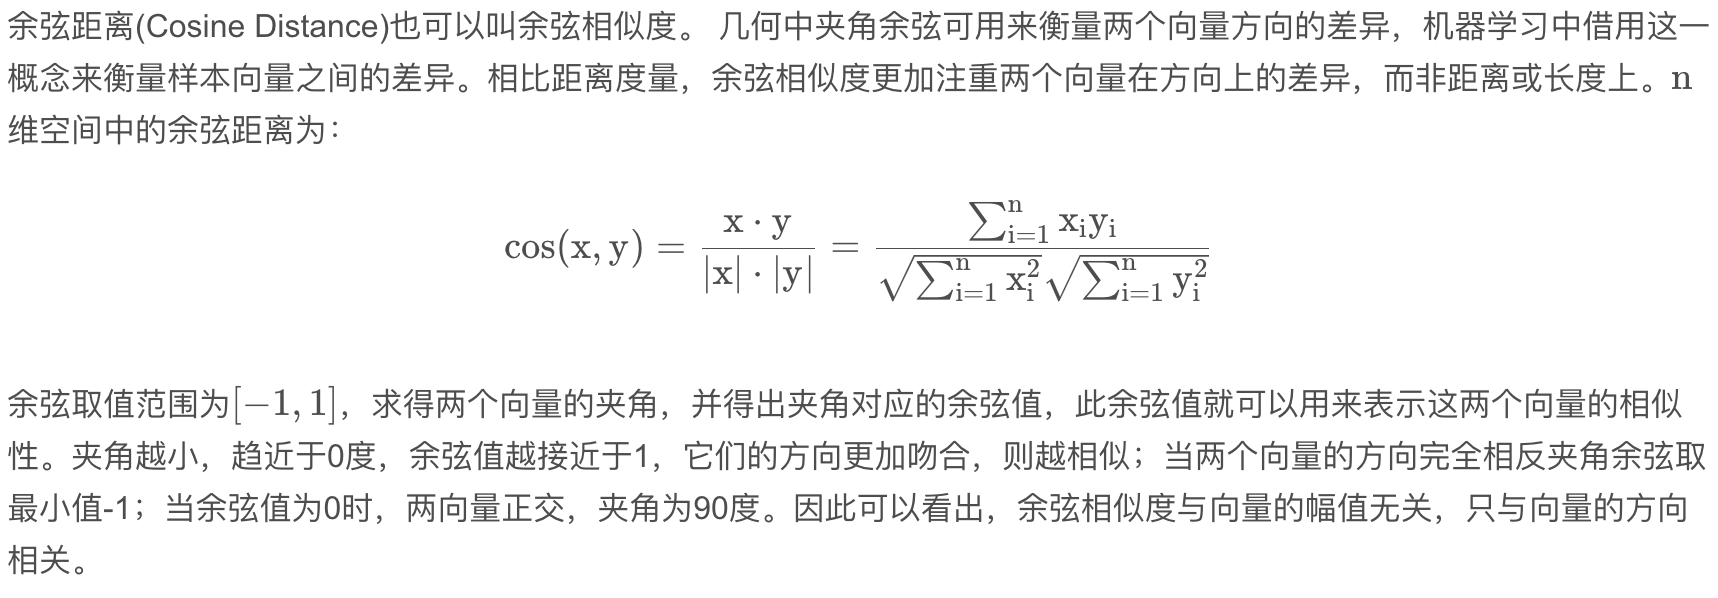 余弦距离(Cosine Distance)也可以叫余弦相似度。 几何中夹角余弦可用来衡量两个向量方向的差异，机器学习中借用这一
概念来衡量样本向量之间的差异。相比距离度量，余弦相似度更加注重两个向量在方向上的差异，而非距离或长度上。n
维空间中的余弦距离为：
cos(x, y) = \frac{x · y}{|x| · |y|} = \frac{\sum_{i=1}^{n} x_i y_i}{\sqrt{\sum_{i=1}^{n} x_i^2} \sqrt{\sum_{i=1}^{n} y_i^2}}
余弦取值范围为[−1, 1]，求得两个向量的夹角，并得出夹角对应的余弦值，此余弦值就可以用来表示这两个向量的相似
性。夹角越小，趋近于0度，余弦值越接近于1，它们的方向更加吻合，则越相似；当两个向量的方向完全相反夹角余弦取
最小值-1；当余弦值为0时，两向量正交，夹角为90度。因此可以看出，余弦相似度与向量的幅值无关，只与向量的方向
相关。